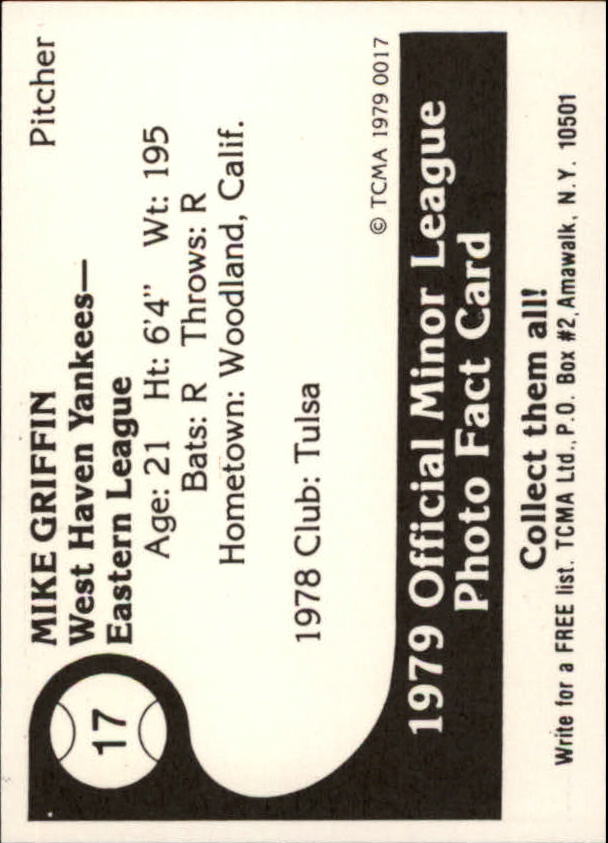 17
MIKE GRIFFIN Pitcher
West Haven Yankees—
Eastern League
Age: 21 Ht: 6'4" Wt: 195
Bats: R Throws: R
Hometown: Woodland, Calif.
1978 Club: Tulsa
© TCMA 1979 0017
1979 Official Minor League
Photo Fact Card
Collect them all!
Write for a FREE list. TCMA Ltd., P.O. Box #2, Amawalk, N.Y. 10501